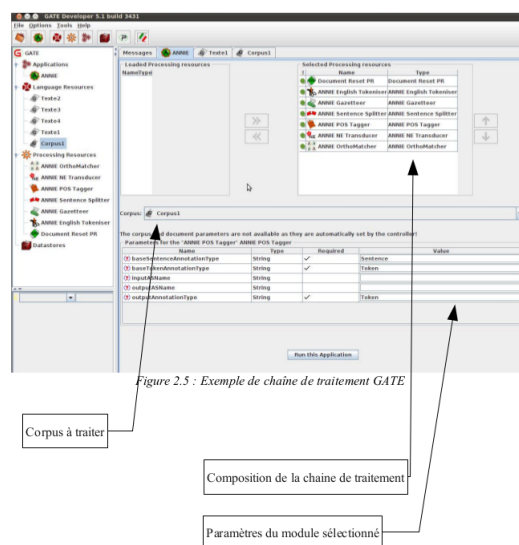 GATE Developer 5.1 build 3431
File Options Tools Help
GATE
Applications
ANNIE
Language Resources
Texte2
Texte3
Texte4
Texte1
Corpus1
Processing Resources
ANNIE OrthoMatcher
ANNIE NE Transducer
ANNIE POS Tagger
ANNIE Sentence Splitter
ANNIE Gazetteer
ANNIE English Tokeniser
Document Reset PR
Datastores
Messages ANNIE Texte1 Corpus1
Loaded Processing resources
Name Type
Selected Processing resources
! Name Type
Document Reset PR Document Reset PR
ANNIE English Tokeniser ANNIE English Tokeniser
ANNIE Gazetteer ANNIE Gazetteer
ANNIE Sentence Splitter ANNIE Sentence Splitter
ANNIE POS Tagger ANNIE POS Tagger
ANNIE NE Transducer ANNIE NE Transducer
ANNIE OrthoMatcher ANNIE OrthoMatcher
Corpus: Corpus1
The corpus and document parameters are not available as they are automatically set by the controller!
Parameters for the 'ANNIE POS Tagger' ANNIE POS Tagger
Name Type Required Value
(?) baseSentenceAnnotationType String ✓ Sentence
(?) baseTokenAnnotationType String ✓ Token
(?) inputASName String
(?) outputASName String
(?) outputAnnotationType String ✓ Token
Run this Application
Figure 2.5 : Exemple de chaîne de traitement GATE
Corpus à traiter
Composition de la chaine de traitement
Paramètres du module sélectionné